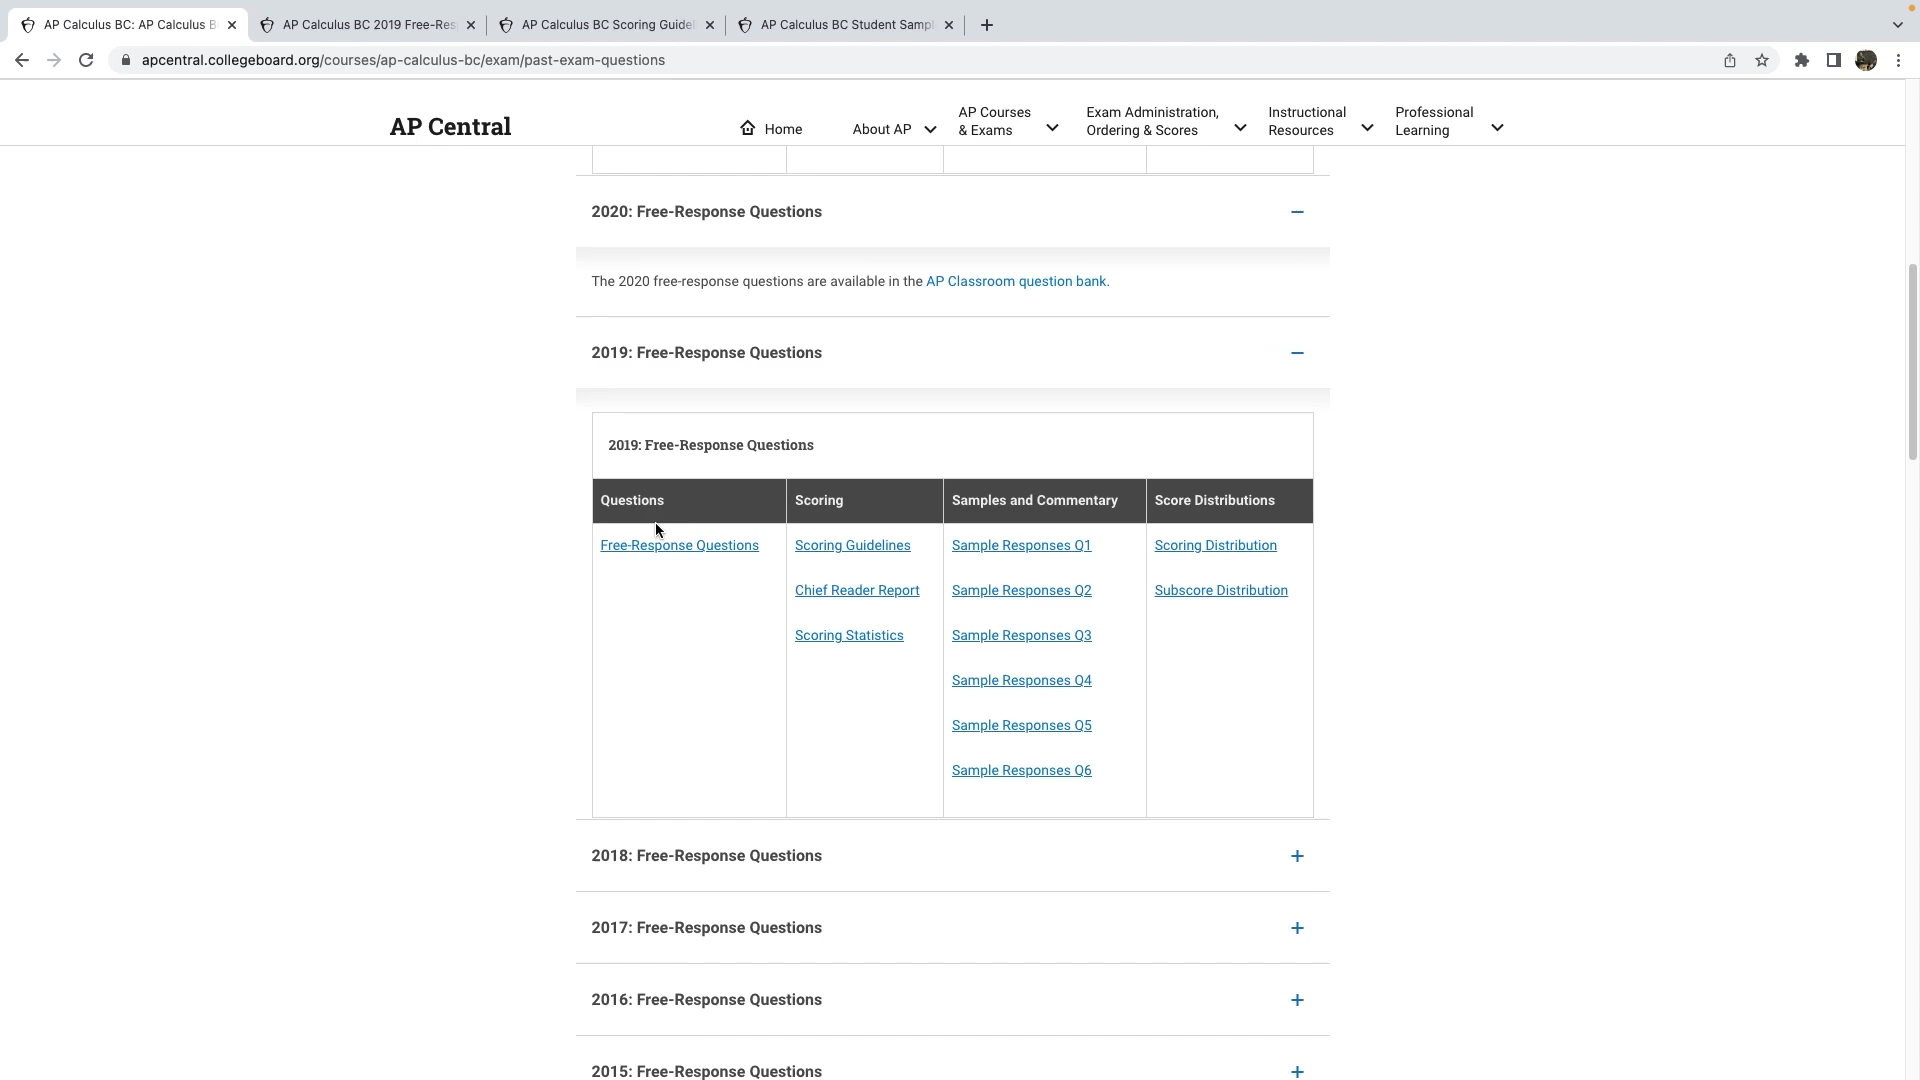 AP Calculus BC: AP Calculus B
AP Calculus BC 2019 Free-Res
AP Calculus BC Scoring Guidel
AP Calculus BC Student Sampl
apcentral.collegeboard.org/courses/ap-calculus-bc/exam/past-exam-questions
AP Central
Home
About AP
AP Courses
& Exams
Exam Administration,
Ordering & Scores
Instructional
Resources
Professional
Learning
2020: Free-Response Questions
The 2020 free-response questions are available in the AP Classroom question bank.
2019: Free-Response Questions
2019: Free-Response Questions
Questions
Scoring
Samples and Commentary
Score Distributions
Free-Response Questions
Scoring Guidelines
Sample Responses Q1
Scoring Distribution
Chief Reader Report
Sample Responses Q2
Subscore Distribution
Scoring Statistics
Sample Responses Q3
Sample Responses Q4
Sample Responses Q5
Sample Responses Q6
2018: Free-Response Questions
2017: Free-Response Questions
2016: Free-Response Questions
2015: Free-Response Questions